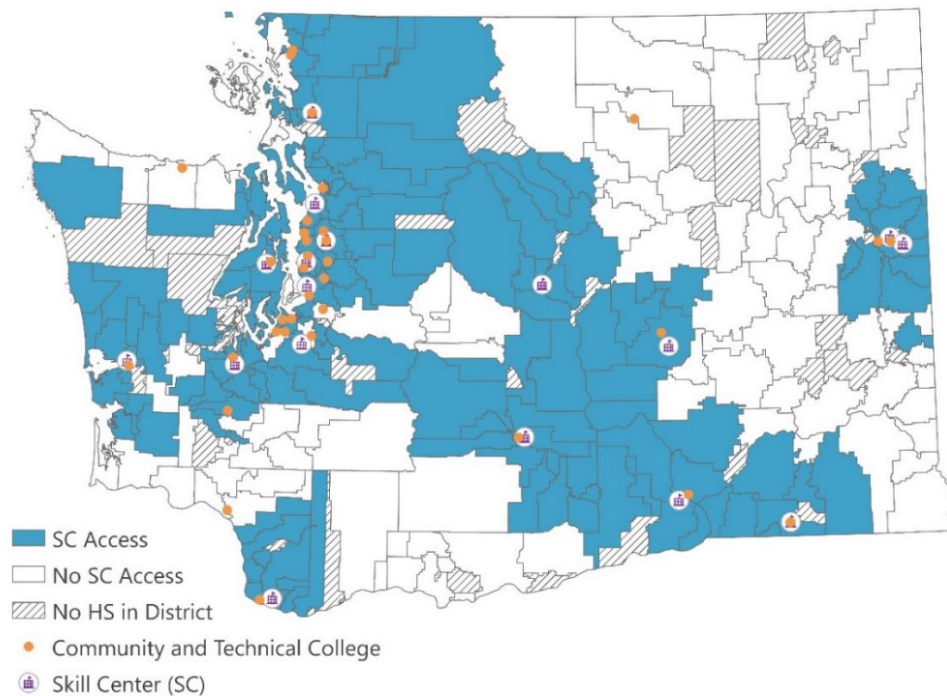 SC Access
No SC Access
No HS in District
Community and Technical College
Skill Center (SC)